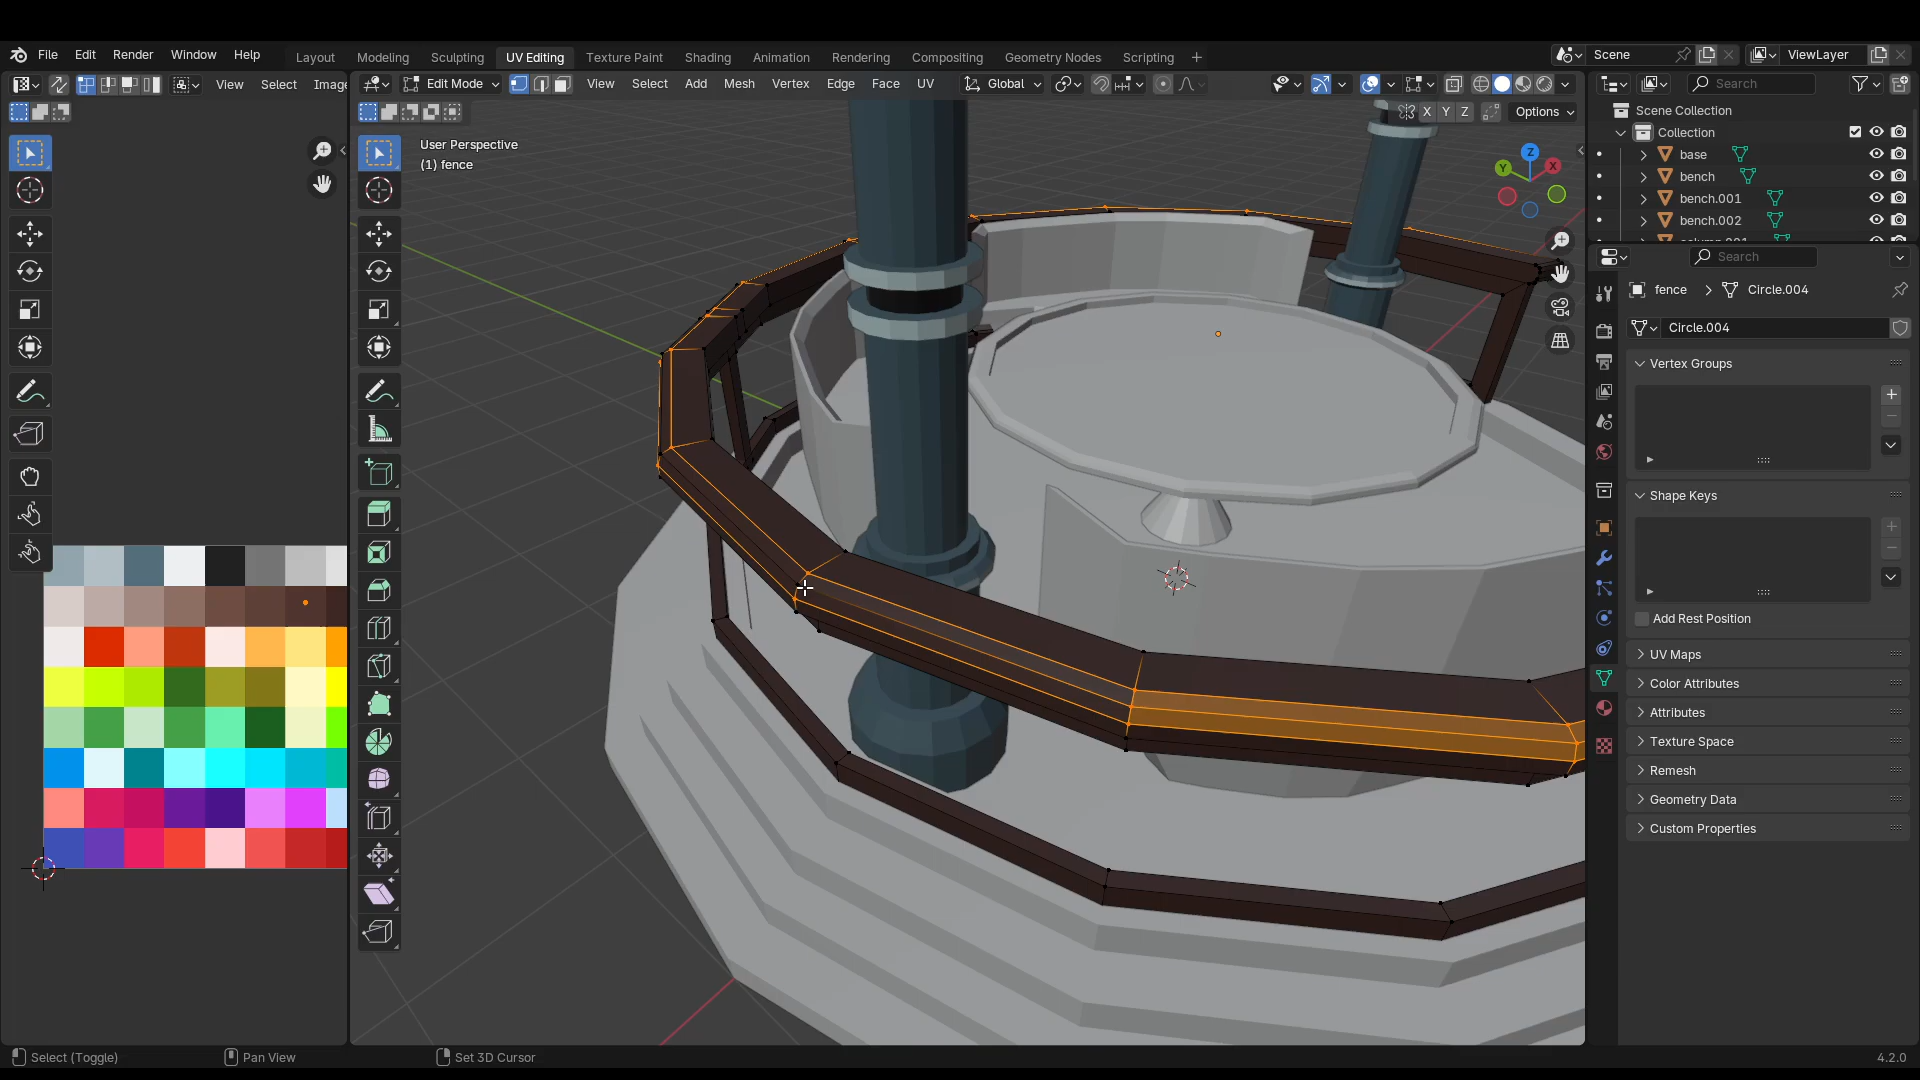 File Edit Render Window Help Layout Modeling Sculpting UV Editing Texture Paint Shading Animation Rendering Compositing Geometry Nodes Scripting + Scene ViewLayer
View Select Imag Edit Mode View Select Add Mesh Vertex Edge Face UV Global Search
X Y Z Options
User Perspective
(1) fence
Z
Y
X
Scene Collection
Collection
base
bench
bench.001
bench.002
Search
fence > Circle.004
Circle.004
Vertex Groups
Shape Keys
Add Rest Position
UV Maps
Color Attributes
Attributes
Texture Space
Remesh
Geometry Data
Custom Properties
Select (Toggle) Pan View Set 3D Cursor 4.2.0